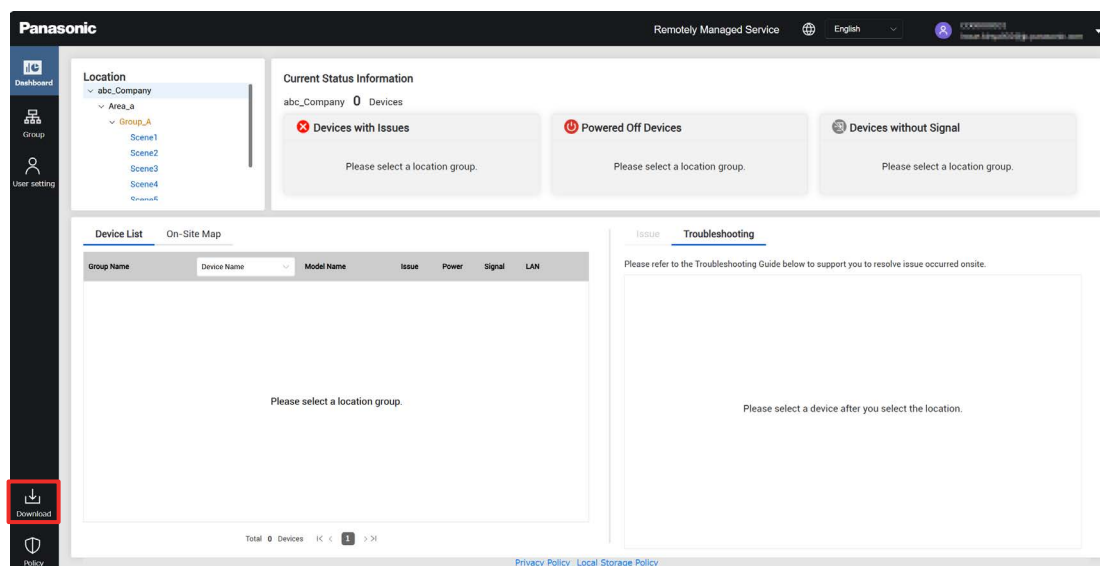 Panasonic
Remotely Managed Service
English
Dashboard
Group
User setting
Download
Policy
Location
abc_Company
Area_a
Group_A
Scene1
Scene2
Scene3
Scene4
Scene5
Current Status Information
abc_Company 0 Devices
Devices with Issues
Please select a location group.
Powered Off Devices
Please select a location group.
Devices without Signal
Please select a location group.
Device List On-Site Map
Group Name Device Name Model Name Issue Power Signal LAN
Please select a location group.
Total 0 Devices 1
Issue Troubleshooting
Please refer to the Troubleshooting Guide below to support you to resolve issue occurred onsite.
Please select a device after you select the location.
Privacy Policy Local Storage Policy